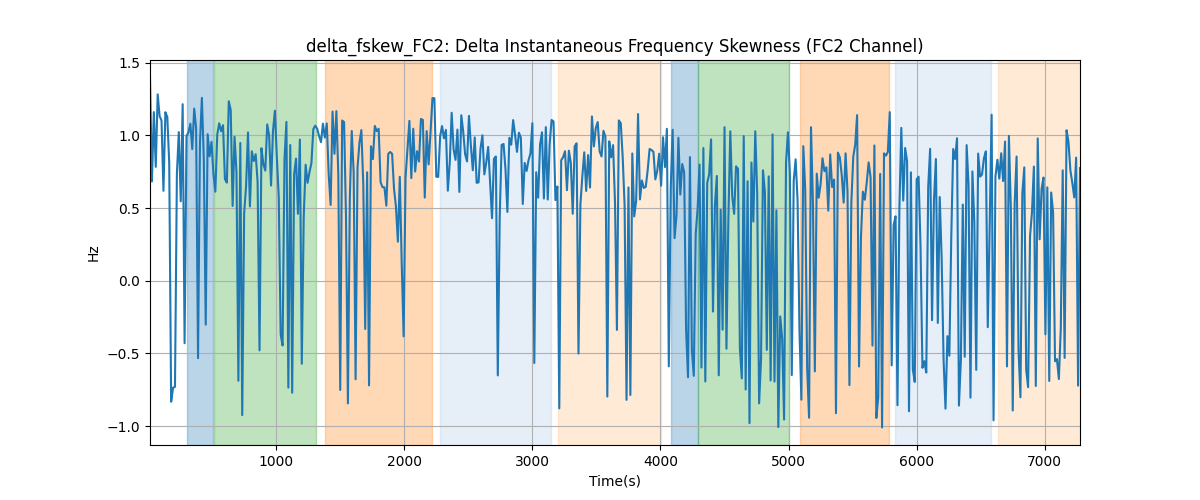 delta_fskew_FC2: Delta Instantaneous Frequency Skewness (FC2 Channel)
1.5
1.0
0.5
0.0
−0.5
−1.0
Hz
1000 2000 3000 4000 5000 6000 7000
Time(s)